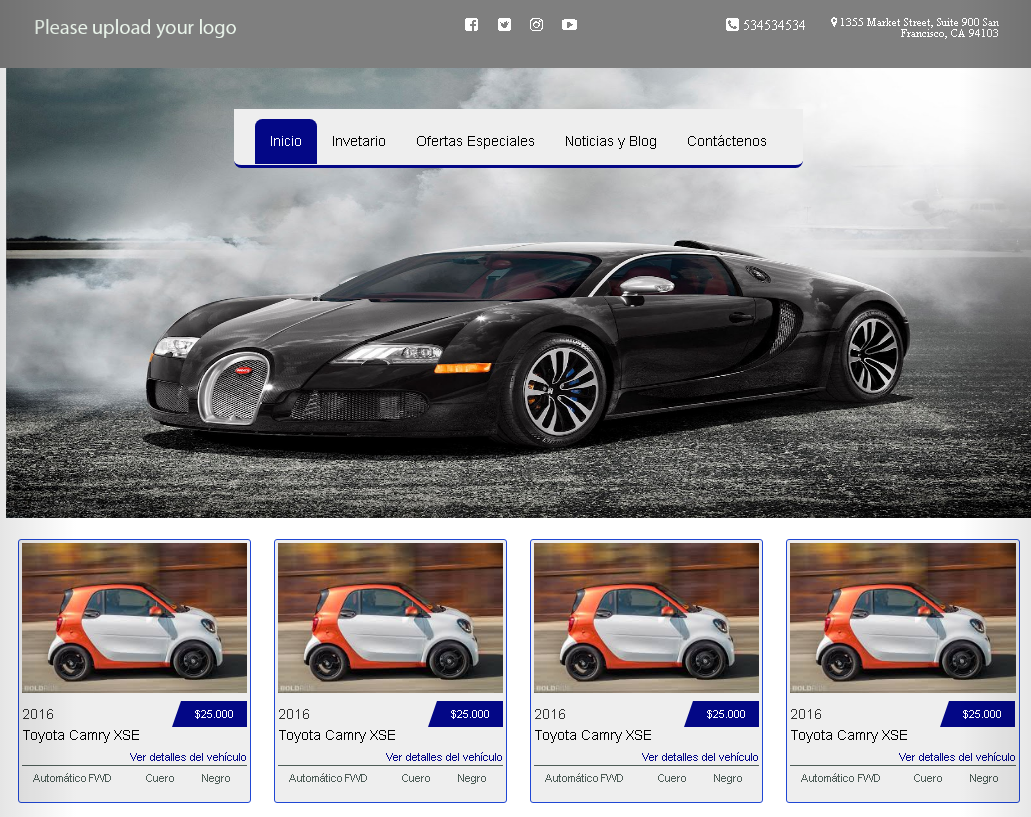 Please upload your logo
534534534
1355 Market Street, Suite 900 San
Francisco, CA 94103
Inicio
Invetario
Ofertas Especiales
Noticias y Blog
Contáctenos
2016
$25.000
Toyota Camry XSE
Ver detalles del vehículo
Automático FWD
Cuero
Negro
2016
$25.000
Toyota Camry XSE
Ver detalles del vehículo
Automático FWD
Cuero
Negro
2016
$25.000
Toyota Camry XSE
Ver detalles del vehículo
Automático FWD
Cuero
Negro
2016
$25.000
Toyota Camry XSE
Ver detalles del vehículo
Automático FWD
Cuero
Negro